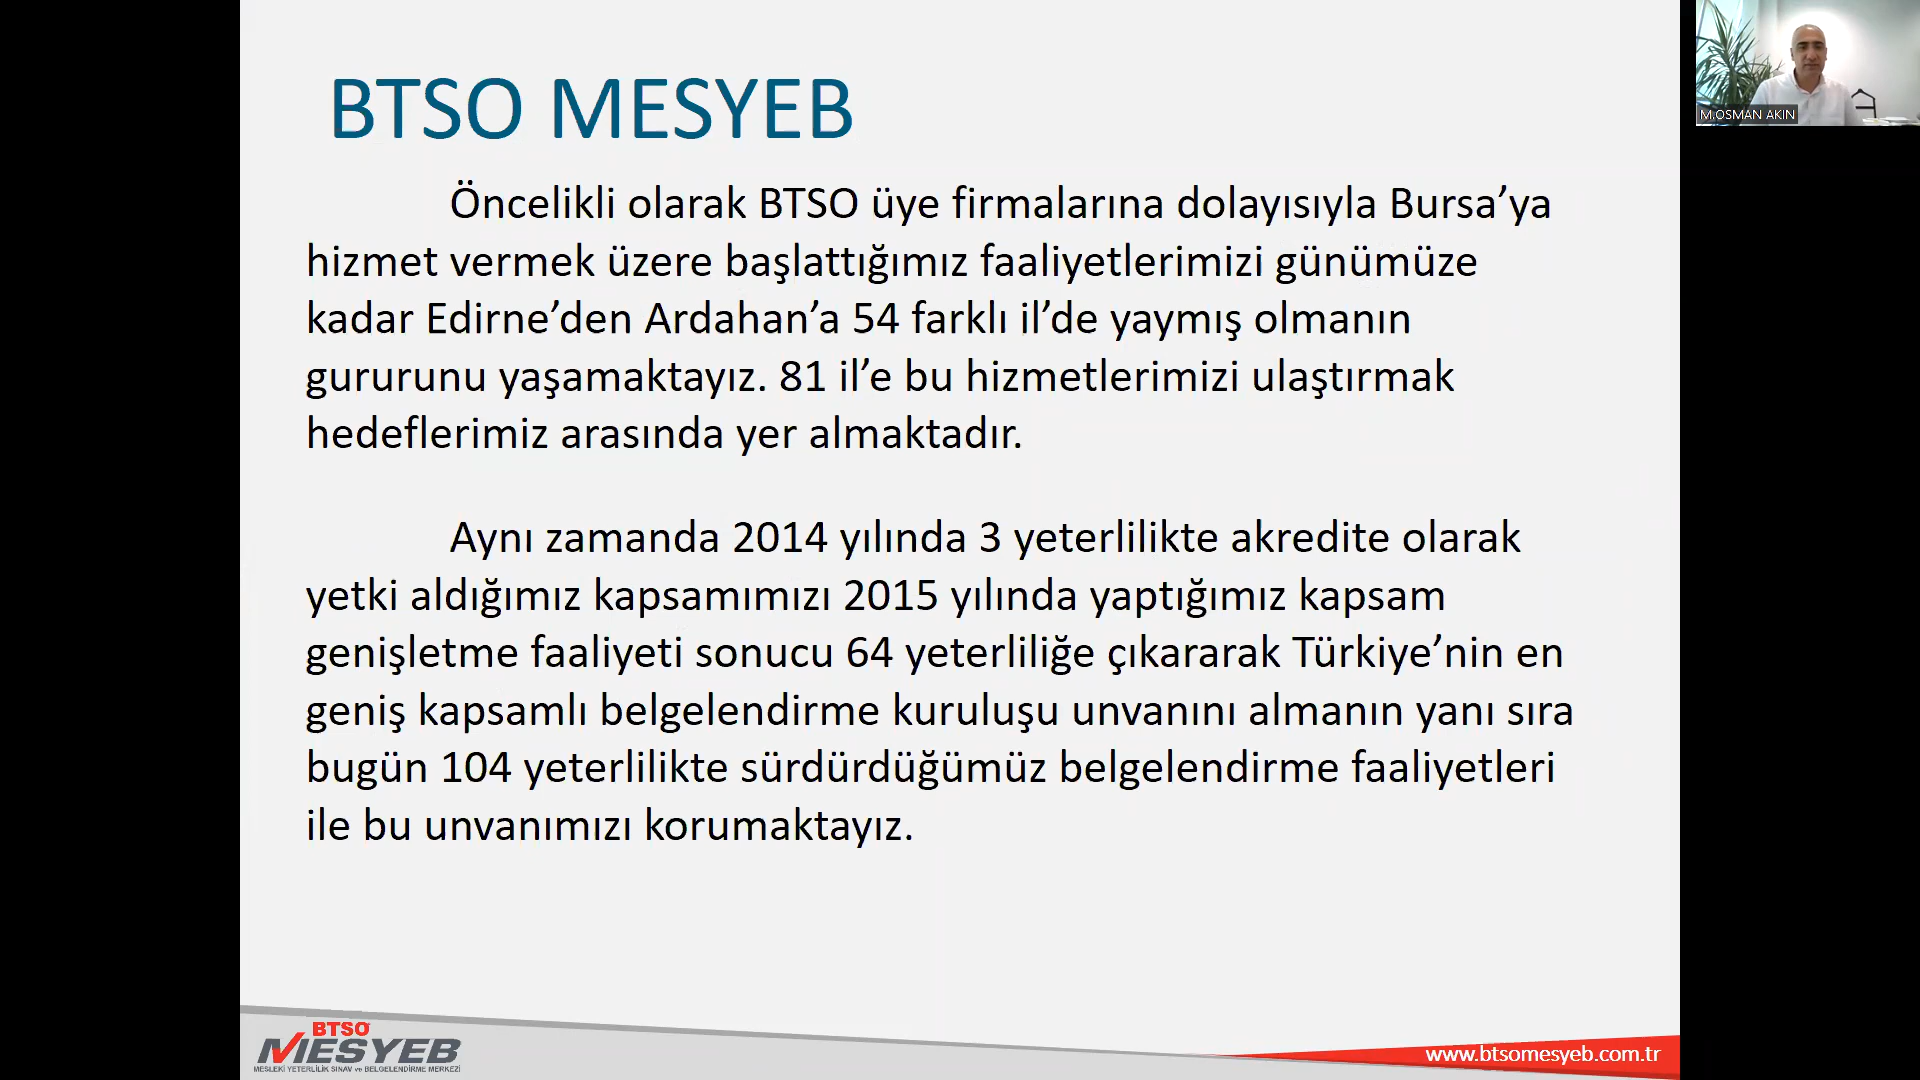 BTSO MESYEB
Öncelikli olarak BTSO üye firmalarına dolayısıyla Bursa’ya
hizmet vermek üzere başlattığımız faaliyetlerimizi günümüze
kadar Edirne’den Ardahan’a 54 farklı il’de yaymış olmanın
gururunu yaşamaktayız. 81 il’e bu hizmetlerimizi ulaştırmak
hedeflerimiz arasında yer almaktadır.
Aynı zamanda 2014 yılında 3 yeterlilikte akredite olarak
yetki aldığımız kapsamımızı 2015 yılında yaptığımız kapsam
genişletme faaliyeti sonucu 64 yeterliliğe çıkararak Türkiye’nin en
geniş kapsamlı belgelendirme kuruluşu unvanını almanın yanı sıra
bugün 104 yeterlilikte sürdürdüğümüz belgelendirme faaliyetleri
ile bu unvanımızı korumaktayız.
M.OSMAN AKIN
BTSO
MESYEB
MESLEKİ YETERLİLİK SINAV ve BELGELENDİRME MERKEZİ
www.btsomesyeb.com.tr